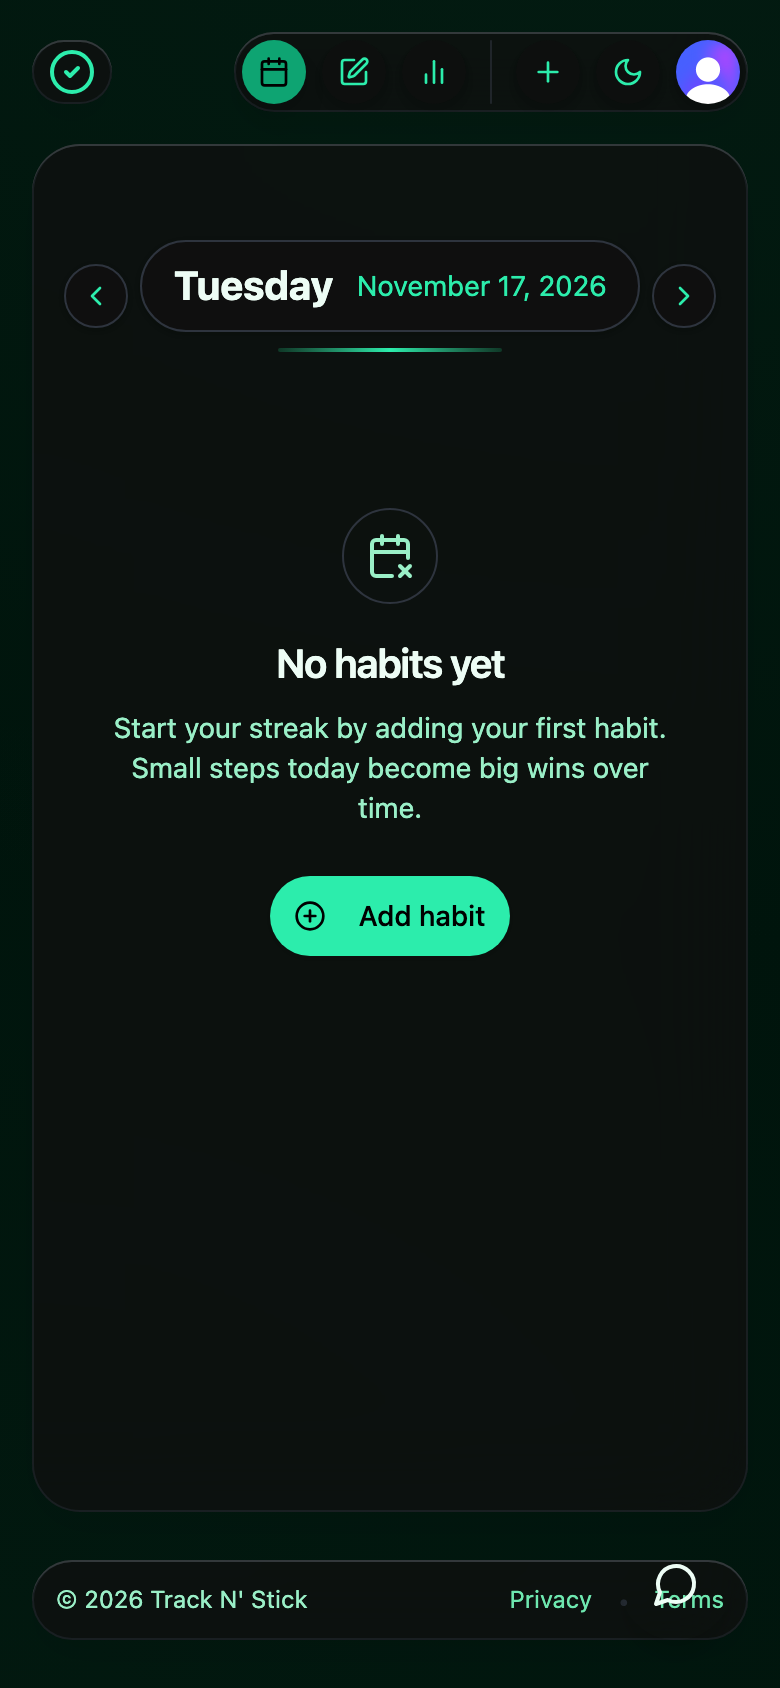 Tuesday November 17, 2026
No habits yet
Start your streak by adding your first habit.
Small steps today become big wins over
time.
Add habit
© 2026 Track N' Stick
Privacy • Terms